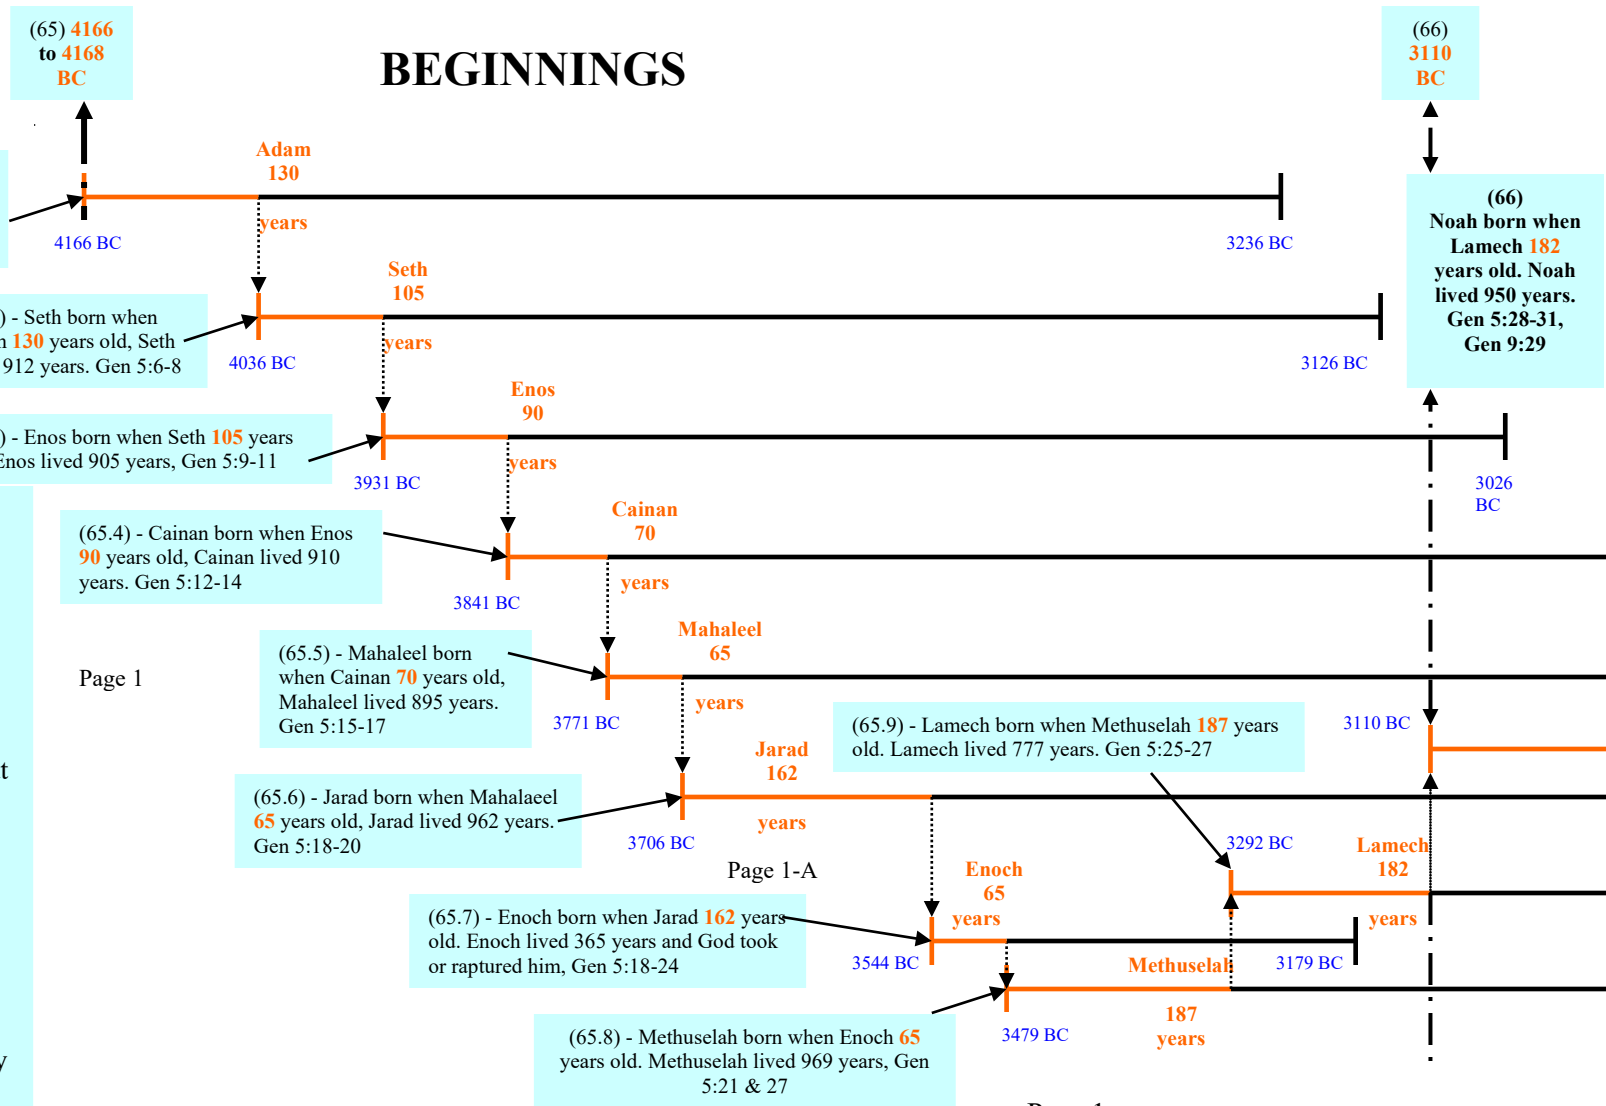 (65) 4166
to 4168
BC
BEGINNINGS
(66)
3110
BC
Adam
130
years
4166 BC
3236 BC
(66)
Noah born when
Lamech 182
years old. Noah
lived 950 years.
Gen 5:28-31,
Gen 9:29
Seth
105
years
) - Seth born when
130 years old, Seth
912 years. Gen 5:6-8
4036 BC
3126 BC
Enos
90
years
) - Enos born when Seth 105 years
Enos lived 905 years, Gen 5:9-11
3931 BC
3026
BC
Cainan
70
years
(65.4) - Cainan born when Enos
90 years old, Cainan lived 910
years. Gen 5:12-14
3841 BC
Mahaleel
65
years
(65.5) - Mahaleel born
when Cainan 70 years old,
Mahaleel lived 895 years.
Gen 5:15-17
Page 1
3771 BC
(65.9) - Lamech born when Methuselah 187 years
old. Lamech lived 777 years. Gen 5:25-27
3110 BC
Jarad
162
years
(65.6) - Jarad born when Mahalaeel
65 years old, Jarad lived 962 years.
Gen 5:18-20
3706 BC
3292 BC
Lamech
182
years
Page 1-A
Enoch
65
years
(65.7) - Enoch born when Jarad 162 years
old. Enoch lived 365 years and God took
or raptured him, Gen 5:18-24
3544 BC
3179 BC
Methuselah
187
years
(65.8) - Methuselah born when Enoch 65
years old. Methuselah lived 969 years, Gen
5:21 & 27
3479 BC